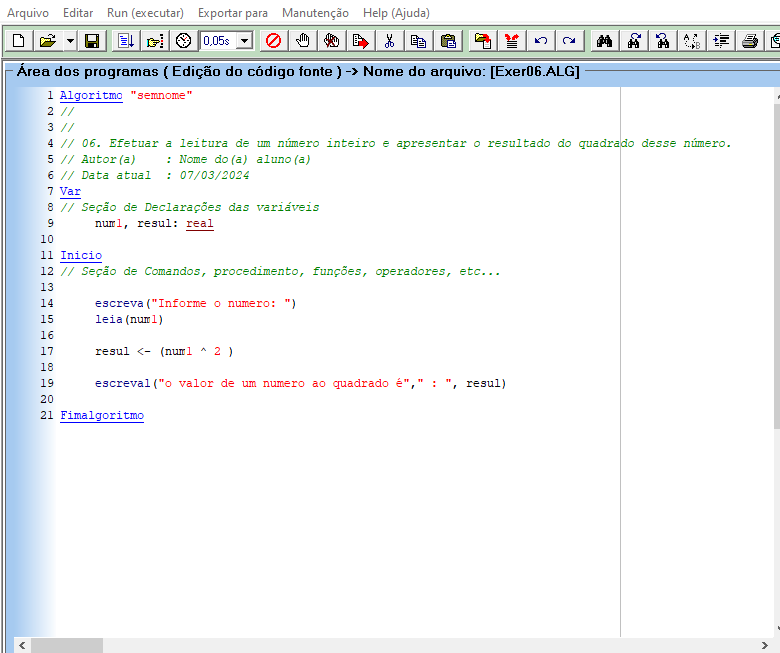 Arquivo Editar Run (executar) Exportar para Manutenção Help (Ajuda)
0,05s
Área dos programas ( Edição do código fonte ) -> Nome do arquivo: [Exer06.ALG]
1 Algoritmo "semnome"
2 //
3 //
4 // 06. Efetuar a leitura de um número inteiro e apresentar o resultado do quadrado desse número.
5 // Autor(a) : Nome do(a) aluno(a)
6 // Data atual : 07/03/2024
7 Var
8 // Seção de Declarações das variáveis
9 num1, resul: real
10
11 Inicio
12 // Seção de Comandos, procedimento, funções, operadores, etc...
13
14 escreva("Informe o numero: ")
15 leia(num1)
16
17 resul <- (num1 ^ 2 )
18
19 escreval("o valor de um numero ao quadrado é"," : ", resul)
20
21 Fimalgoritmo